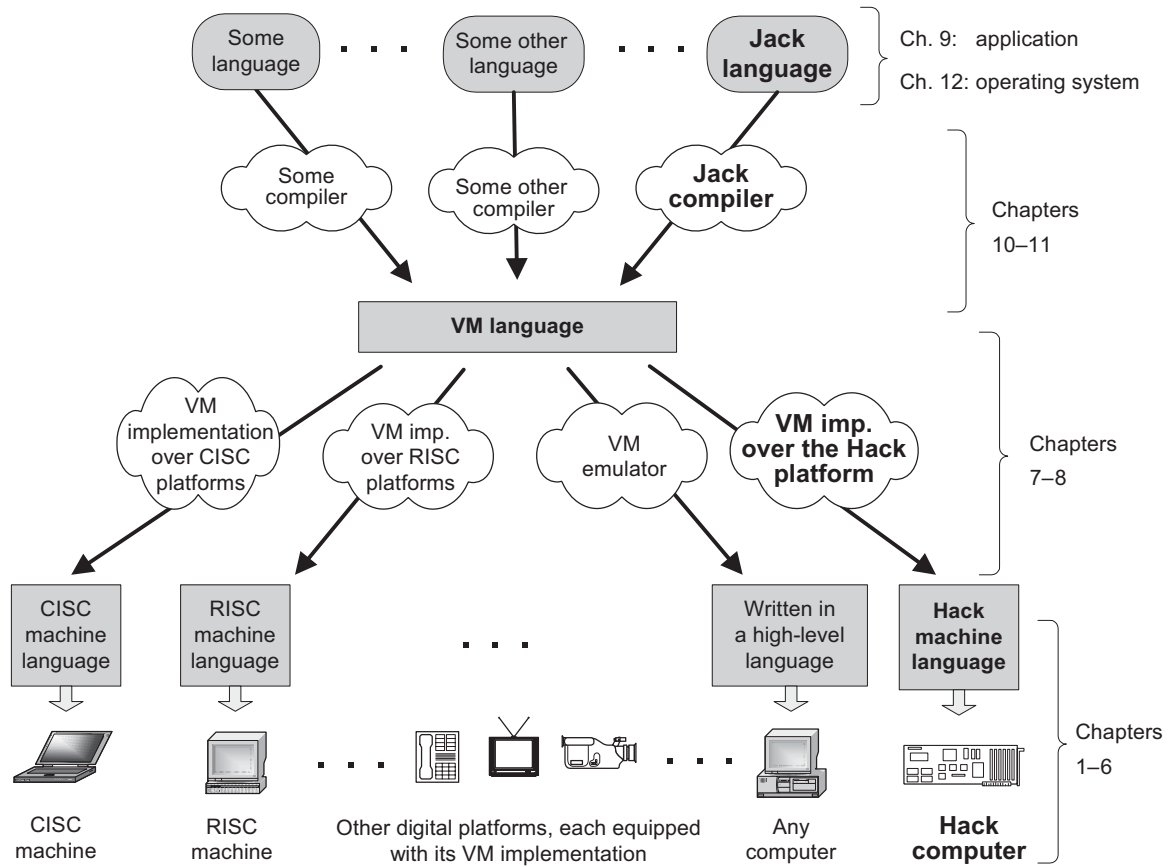 Some
language
Some other
language
Jack
language
Ch. 9: application
Ch. 12: operating system
Some
compiler
Some other
compiler
Jack
compiler
Chapters
10–11
VM language
VM
implementation
over CISC
platforms
VM imp.
over RISC
platforms
VM
emulator
VM imp.
over the Hack
platform
Chapters
7–8
CISC
machine
language
RISC
machine
language
Written in
a high-level
language
Hack
machine
language
Chapters
1–6
CISC
machine
RISC
machine
Other digital platforms, each equipped
with its VM implementation
Any
computer
Hack
computer